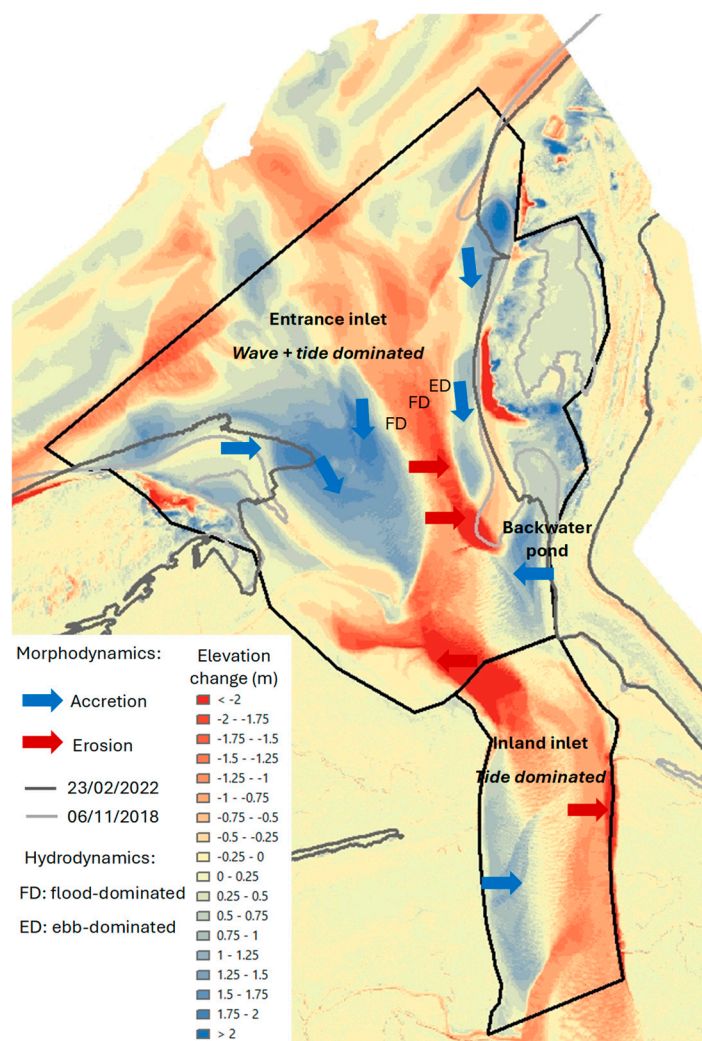 Entrance inlet
Wave + tide dominated
ED
FD
FD
Backwater
pond
Inland inlet
Tide dominated
Morphodynamics:
Accretion
Erosion
23/02/2022
06/11/2018
Hydrodynamics:
FD: flood-dominated
ED: ebb-dominated
Elevation
change (m)
< -2
-2 - -1.75
-1.75 - -1.5
-1.5 - -1.25
-1.25 - -1
-1 - -0.75
-0.75 - -0.5
-0.5 - -0.25
-0.25 - 0
0 - 0.25
0.25 - 0.5
0.5 - 0.75
0.75 - 1
1 - 1.25
1.25 - 1.5
1.5 - 1.75
1.75 - 2
> 2